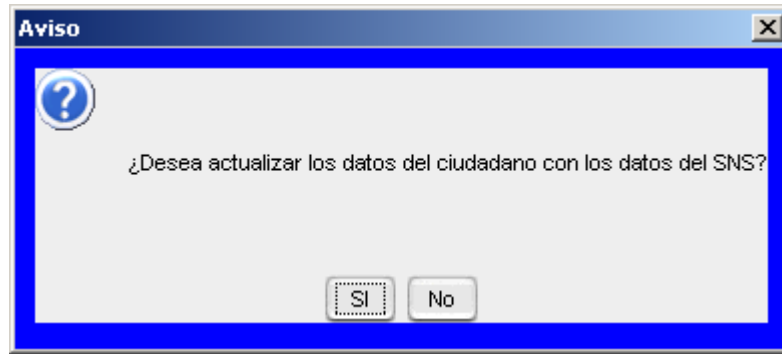 Aviso
¿Desea actualizar los datos del ciudadano con los datos del SNS?
SI
No